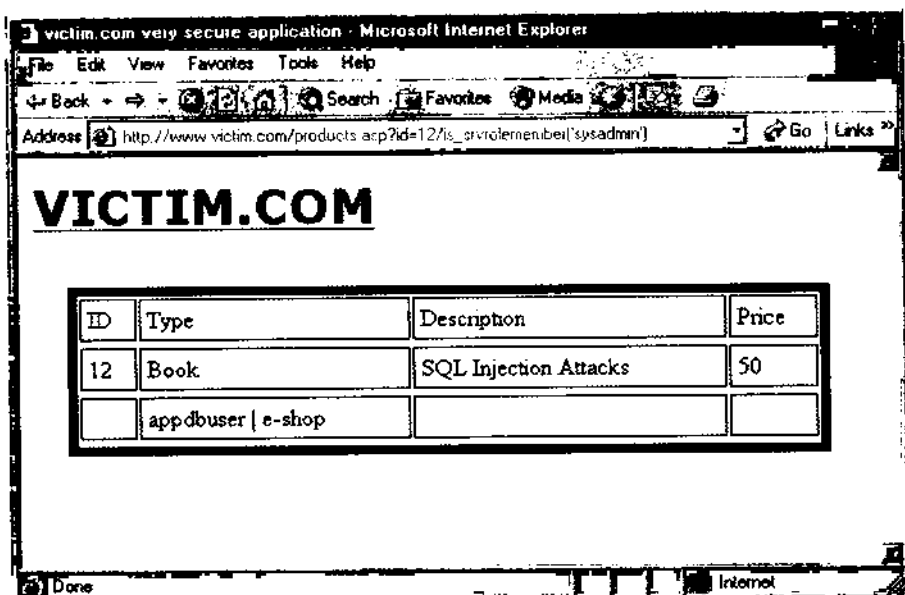 victim.com very secure application - Microsoft Internet Explorer
File Edit View Favorites Tools Help
Back Search Favorites Media
Address http://www.victim.com/products.asp?id=12/is_srvrolemember('sysadmin') Go Links »
VICTIM.COM
ID Type Description Price
12 Book SQL Injection Attacks 50
appdbuser | e-shop
Done Internet